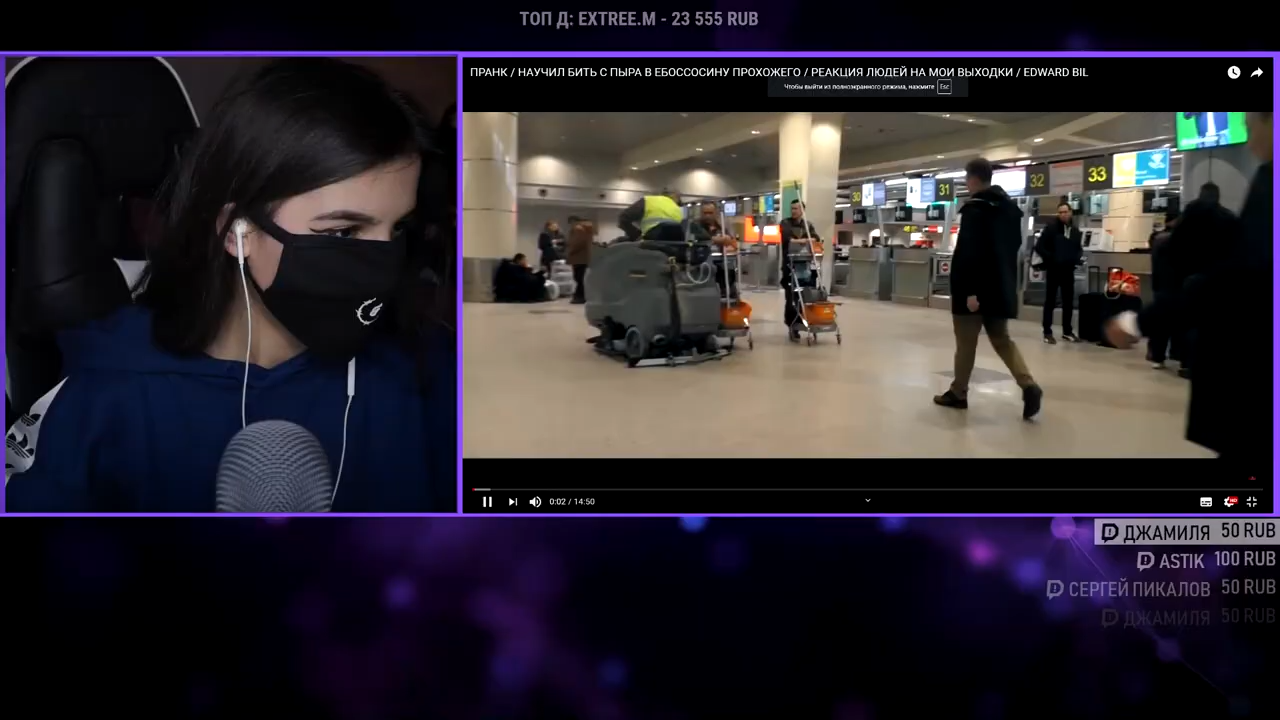 ТОП Д: EXTREE.M - 23 555 RUB
ПРАНК / НАУЧИЛ БИТЬ С ПЫРА В ЕБОССОСИНУ ПРОХОЖЕГО / РЕАКЦИЯ ЛЮДЕЙ НА МОИ ВЫХОДКИ / EDWARD BIL
Чтобы выйти из полноэкранного режима, нажмите Esc
30
31
32
33
0:02 / 14:50
HD
ДЖАМИЛЯ 50 RUB
ASTIK 100 RUB
СЕРГЕЙ ПИКАЛОВ 50 RUB
ДЖАМИЛЯ 50 RUB